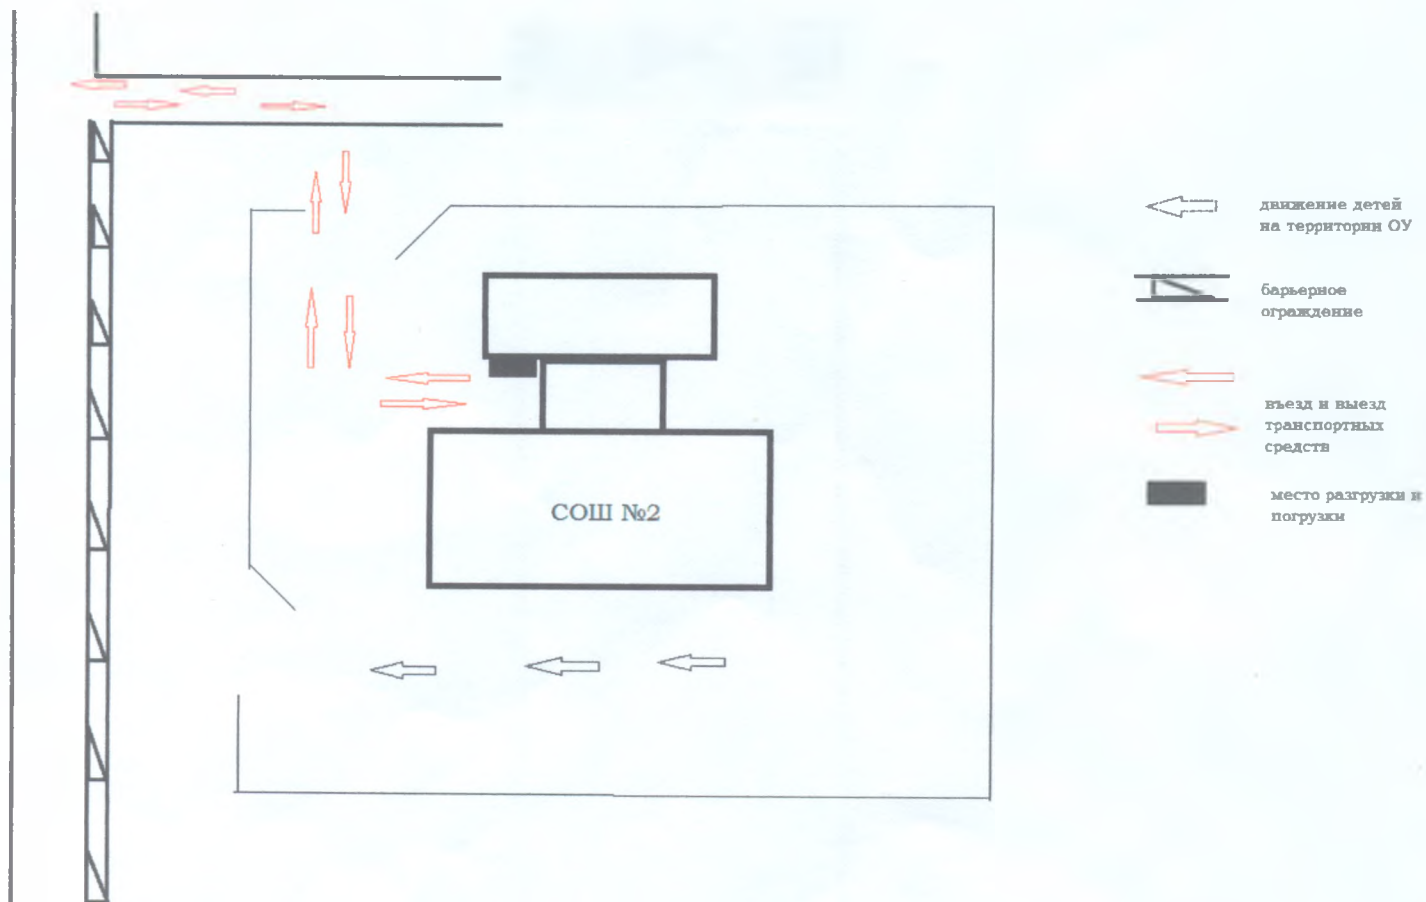 движение детей
на территории ОУ
барьерное
ограждение
въезд и выезд
транспортных
средств
место разгрузки и
погрузки
СОШ №2